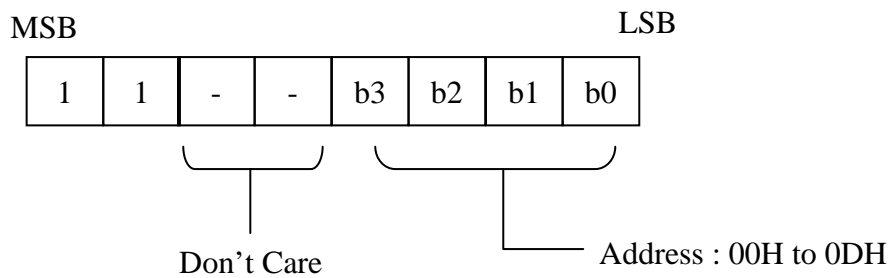 MSB LSB
1 1 - - b3 b2 b1 b0
Don't Care
Address : 00H to 0DH